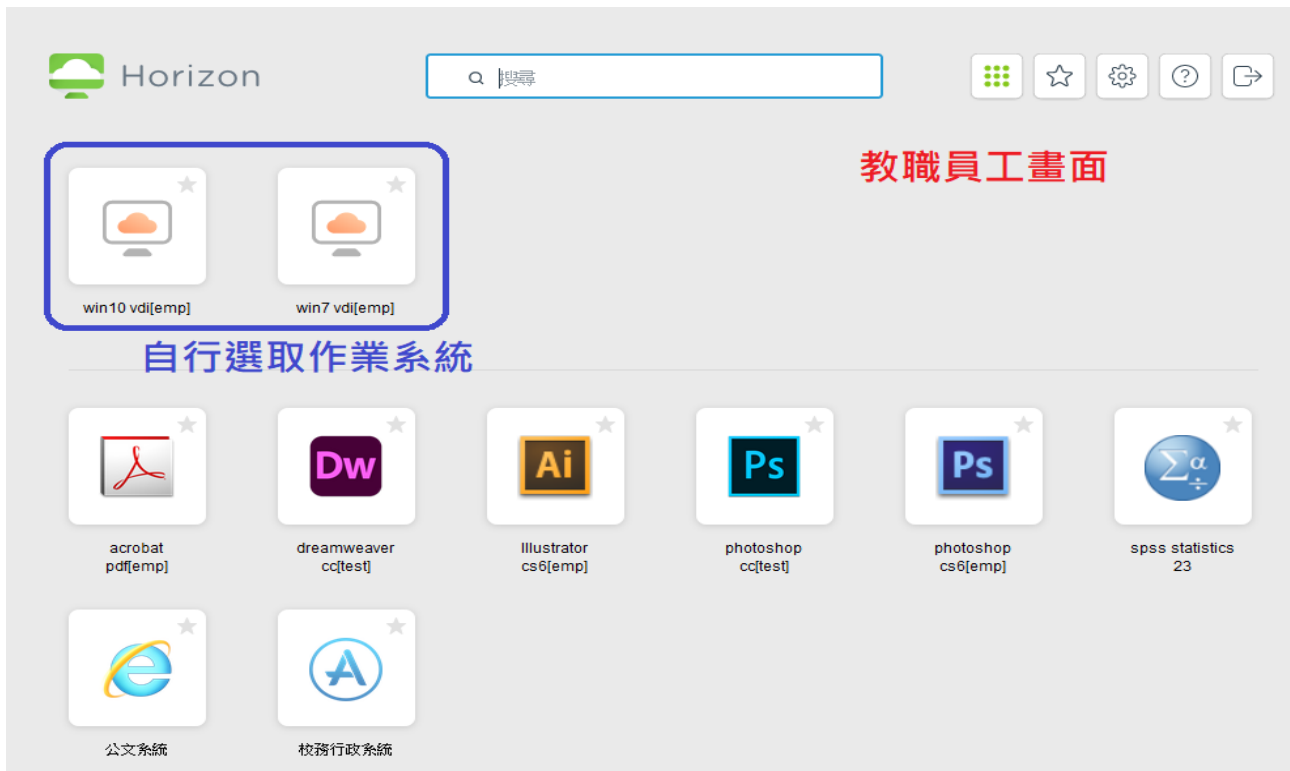 Horizon
搜尋
教職員工畫面
win10 vdi[emp]
win7 vdi[emp]
自行選取作業系統
Dw
Ai
Ps
Ps
Σα
÷
acrobat
pdf[emp]
dreamweaver
cc[test]
Illustrator
cs6[emp]
photoshop
cc[test]
photoshop
cs6[emp]
spss statistics
23
公文系統
校務行政系統